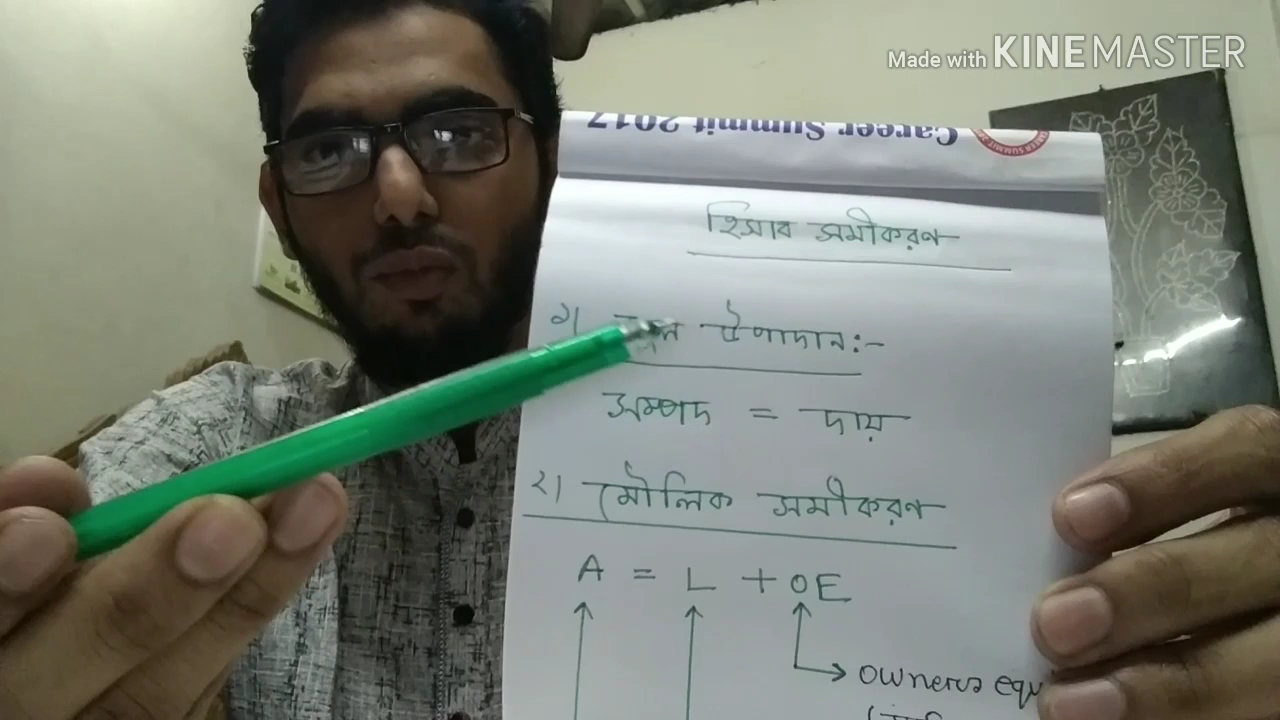 Made with KINEMASTER
Career Summit 2017
হিসাব সমীকরণ
১। মূল উপাদান:-
সম্পদ = দায়
২। মৌলিক সমীকরণ
A = L + OE
owners equ